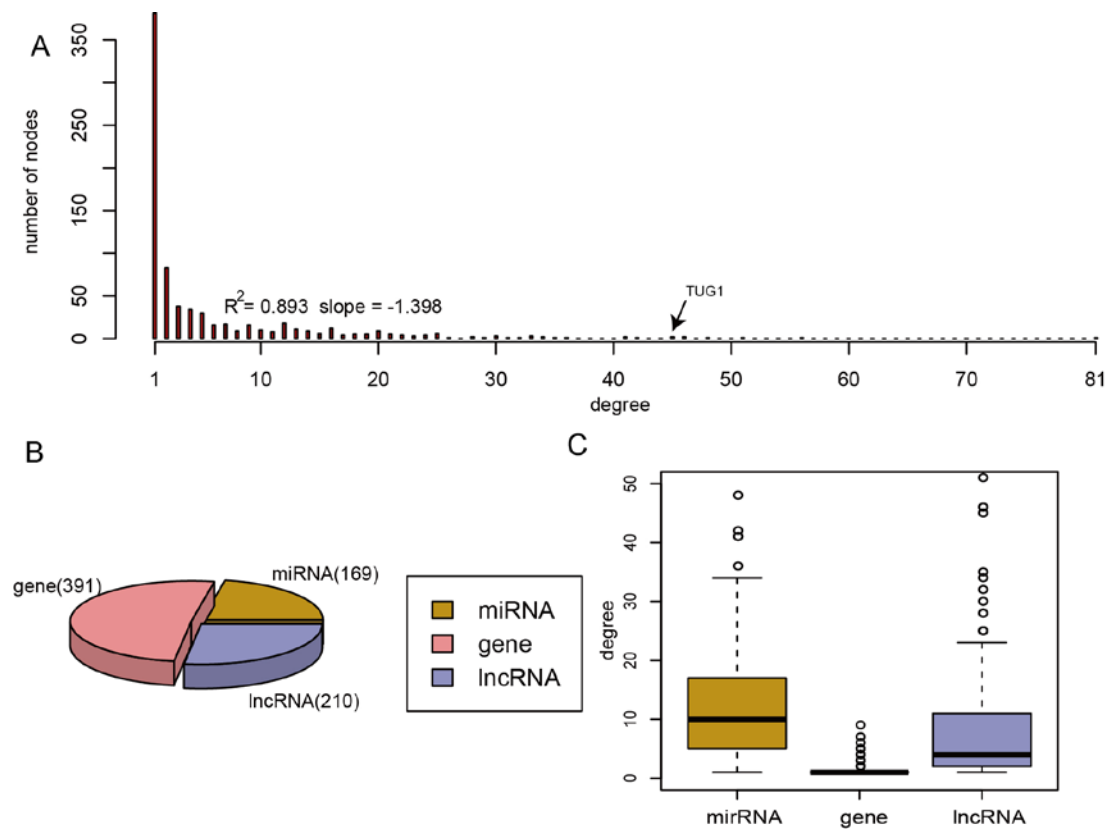 A
number of nodes
350
250
150
50
0
R2= 0.893 slope = -1.398
TUG1
1 10 20 30 40 50 60 70 81
degree
B
gene(391)
miRNA(169)
lncRNA(210)
miRNA
gene
lncRNA
C
degree
50
40
30
20
10
0
mirRNA gene lncRNA